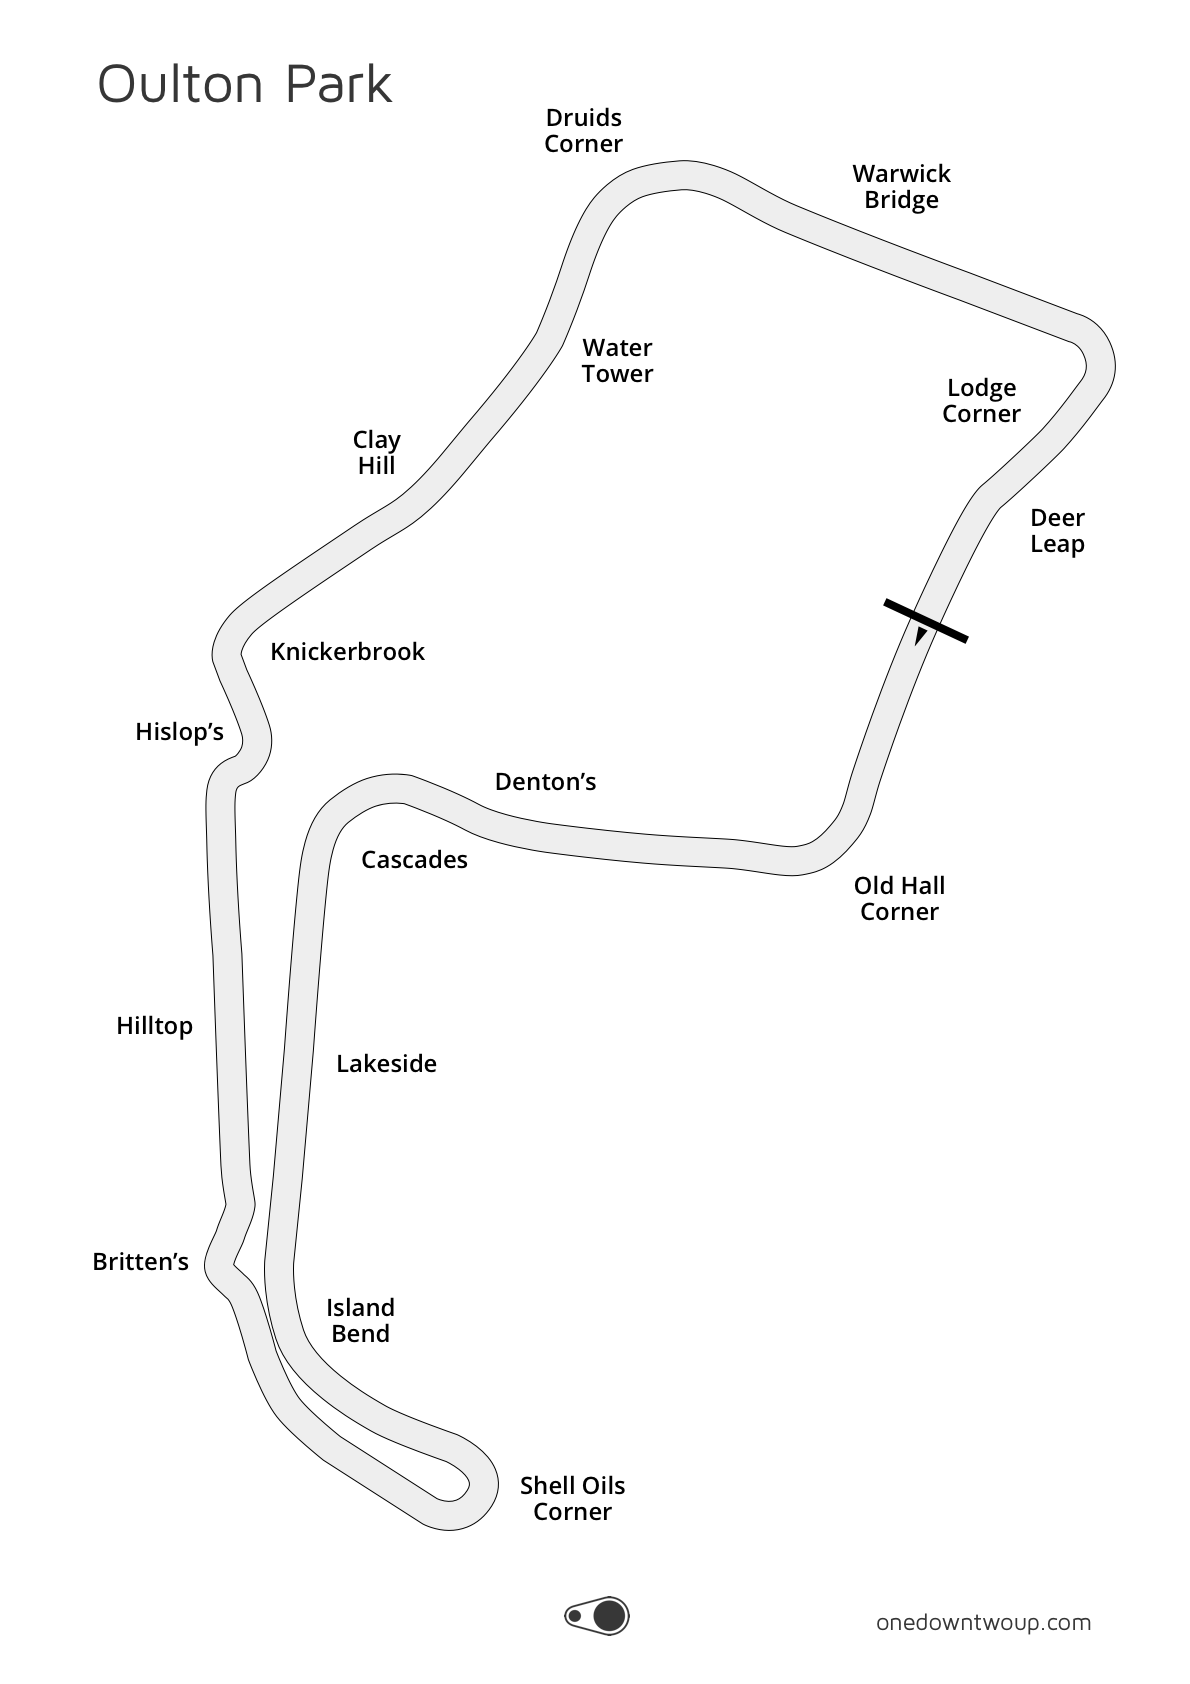 Oulton Park
Druids
Corner
Warwick
Bridge
Water
Tower
Lodge
Corner
Clay
Hill
Deer
Leap
Knickerbrook
Hislop’s
Denton’s
Cascades
Old Hall
Corner
Hilltop
Lakeside
Britten’s
Island
Bend
Shell Oils
Corner
onedowntwoup.com